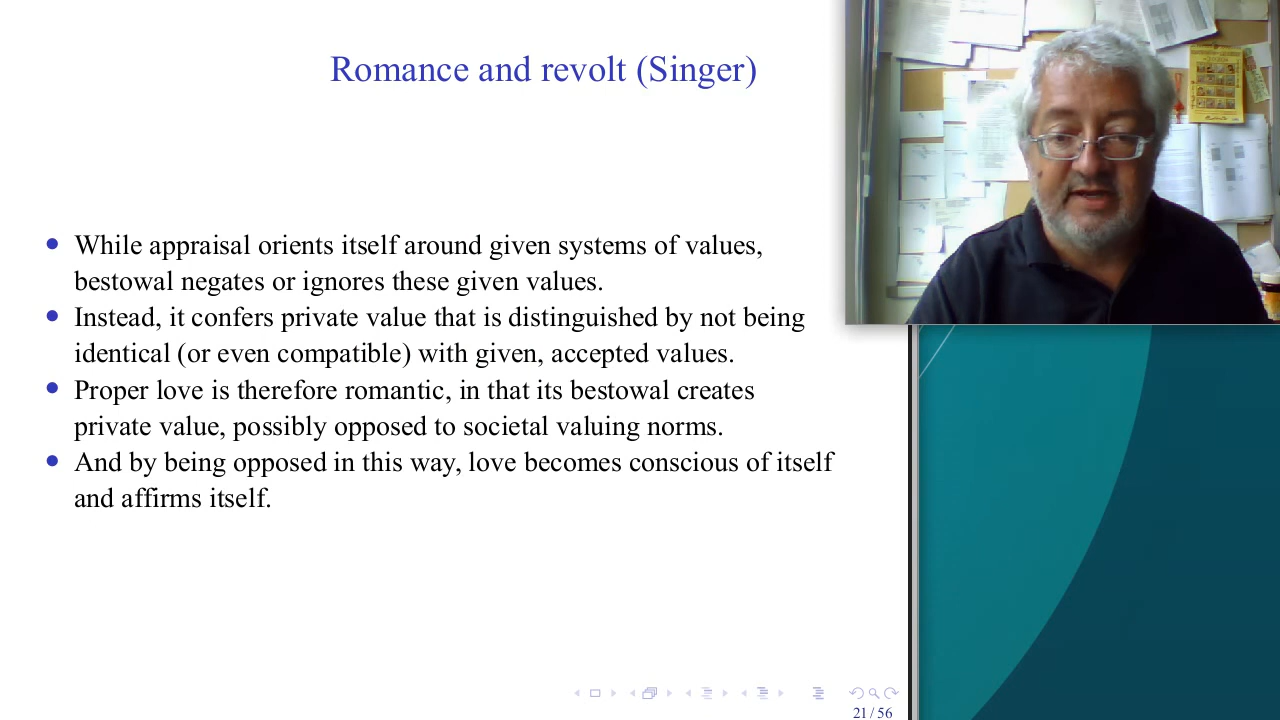 Romance and revolt (Singer)
• While appraisal orients itself around given systems of values,
bestowal negates or ignores these given values.
• Instead, it confers private value that is distinguished by not being
identical (or even compatible) with given, accepted values.
• Proper love is therefore romantic, in that its bestowal creates
private value, possibly opposed to societal valuing norms.
• And by being opposed in this way, love becomes conscious of itself
and affirms itself.
21 / 56